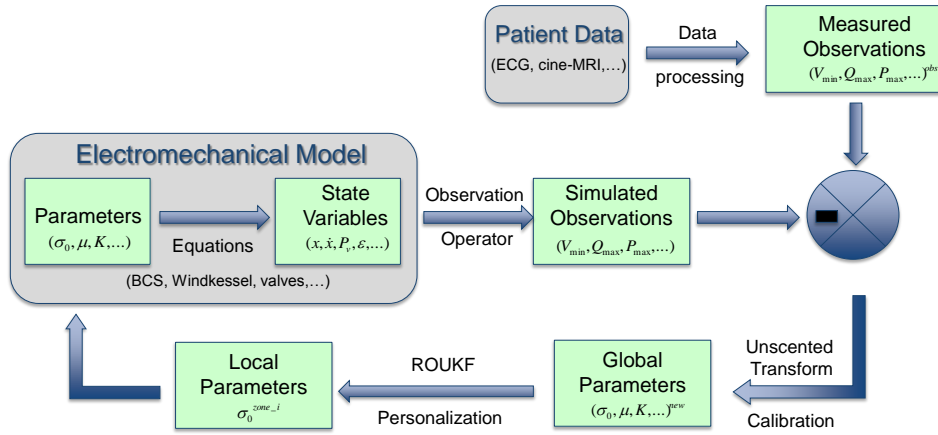 Patient Data
(ECG, cine-MRI,…)
Data
processing
Measured
Observations
(V_min, Q_max, P_max,...)^obs
Electromechanical Model
Parameters
(σ_0, μ, K,...)
Equations
State
Variables
(x, ẋ, P_v, ε,...)
(BCS, Windkessel, valves,…)
Observation
Operator
Simulated
Observations
(V_min, Q_max, P_max,...)
Unscented
Transform
Calibration
Global
Parameters
(σ_0, μ, K,...)^new
ROUKF
Personalization
Local
Parameters
σ_0^zone_i